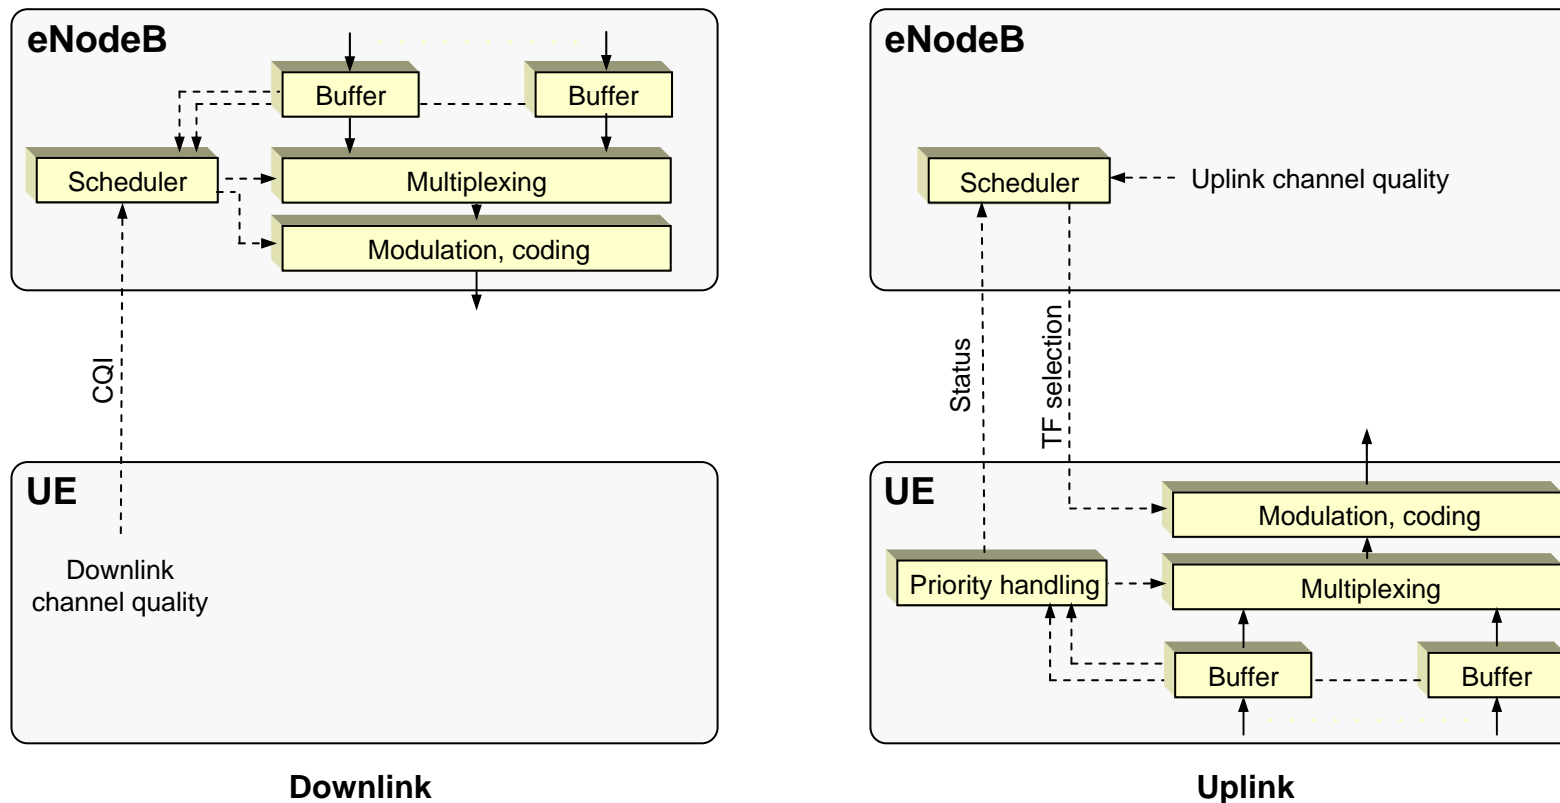 eNodeB
Buffer
Buffer
Scheduler
Multiplexing
Modulation, coding
CQI
UE
Downlink
channel quality
Downlink
eNodeB
Scheduler
Uplink channel quality
Status
TF selection
UE
Modulation, coding
Priority handling
Multiplexing
Buffer
Buffer
Uplink